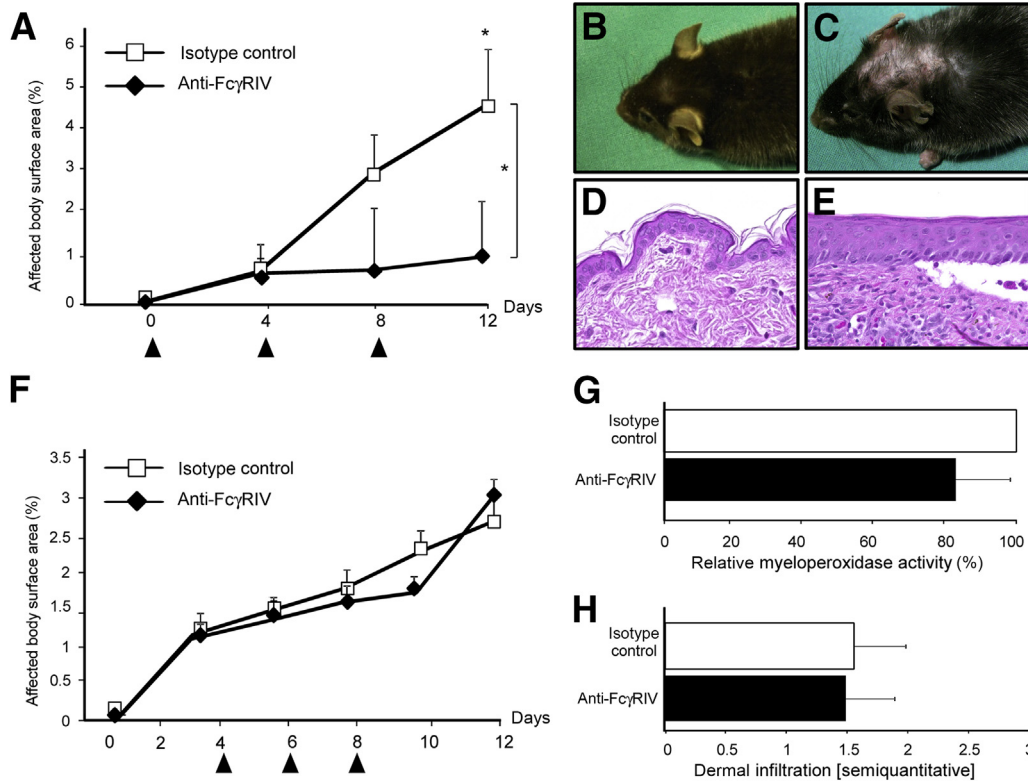 A
6
5
4
3
2
1
0
Affected body surface area (%)
Isotype control
Anti-FcγRIV
*
*
0 4 8 12 Days
B
C
D
E
F
3.5
3
2.5
2
1.5
1
0.5
0
Affected body surface area (%)
Isotype control
Anti-FcγRIV
0 2 4 6 8 10 12 Days
G
Isotype
control
Anti-FcγRIV
0 20 40 60 80 100
Relative myeloperoxidase activity (%)
H
Isotype
control
Anti-FcγRIV
0 0.5 1 1.5 2 2.5 3
Dermal infiltration [semiquantitative]